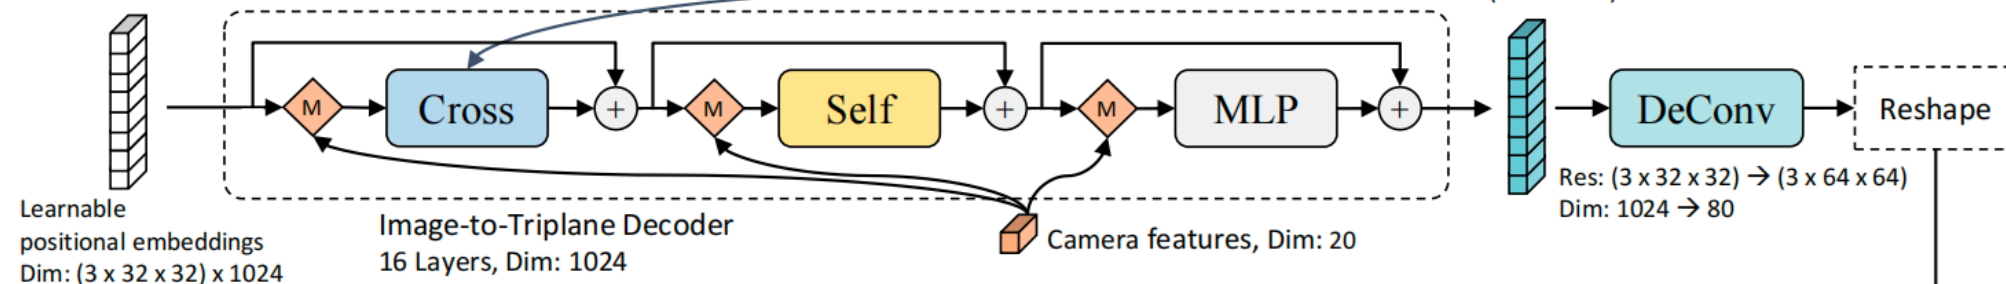 M
Cross
+
M
Self
+
M
MLP
+
DeConv
Reshape
Res: (3 x 32 x 32) → (3 x 64 x 64)
Dim: 1024 → 80
Learnable
positional embeddings
Dim: (3 x 32 x 32) x 1024
Image-to-Triplane Decoder
16 Layers, Dim: 1024
Camera features, Dim: 20